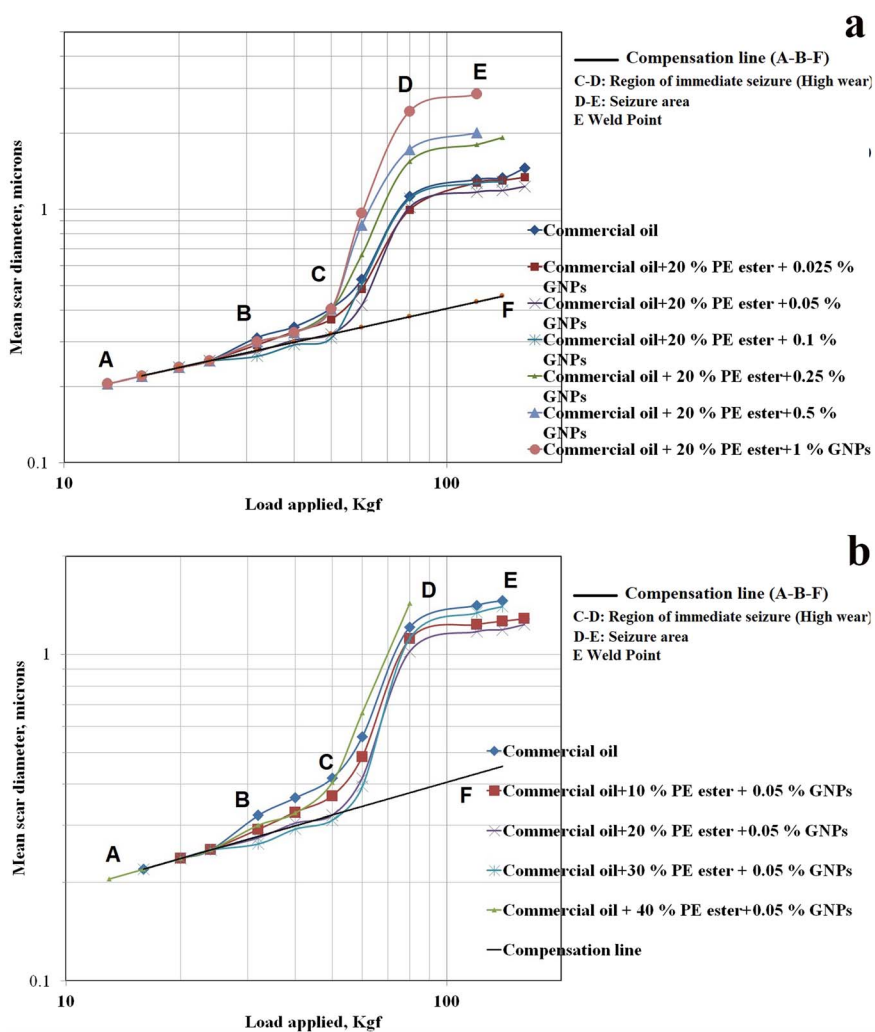 a
Compensation line (A-B-F)
C-D: Region of immediate seizure (High wear)
D-E: Seizure area
E Weld Point
Mean scar diameter, microns
1
0.1
10
100
Load applied, Kgf
A
B
C
D
E
F
Commercial oil
Commercial oil+20 % PE ester + 0.025 %
GNPs
Commercial oil+20 % PE ester +0.05 %
GNPs
Commercial oil+20 % PE ester + 0.1 %
GNPs
Commercial oil + 20 % PE ester+0.25 %
GNPs
Commercial oil + 20 % PE ester+0.5 %
GNPs
Commercial oil + 20 % PE ester+1 % GNPs
b
Compensation line (A-B-F)
C-D: Region of immediate seizure (High wear)
D-E: Seizure area
E Weld Point
Mean scar diameter, microns
1
0.1
10
100
Load applied, Kgf
A
B
C
D
E
F
Commercial oil
Commercial oil+10 % PE ester + 0.05 % GNPs
Commercial oil+20 % PE ester +0.05 % GNPs
Commercial oil+30 % PE ester + 0.05 % GNPs
Commercial oil + 40 % PE ester+0.05 % GNPs
Compensation line